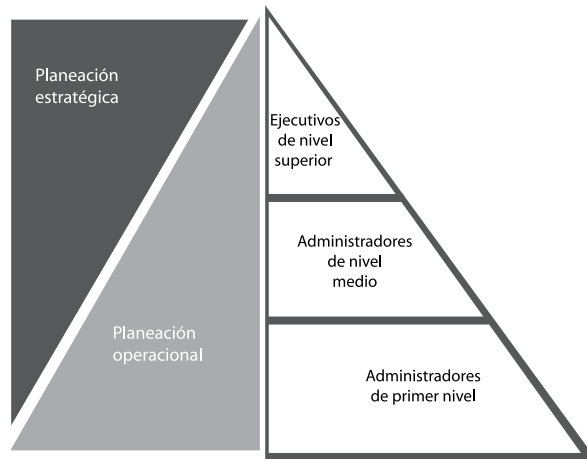 Planeación
estratégica
Planeación
operacional
Ejecutivos
de nivel
superior
Administradores
de nivel
medio
Administradores
de primer nivel